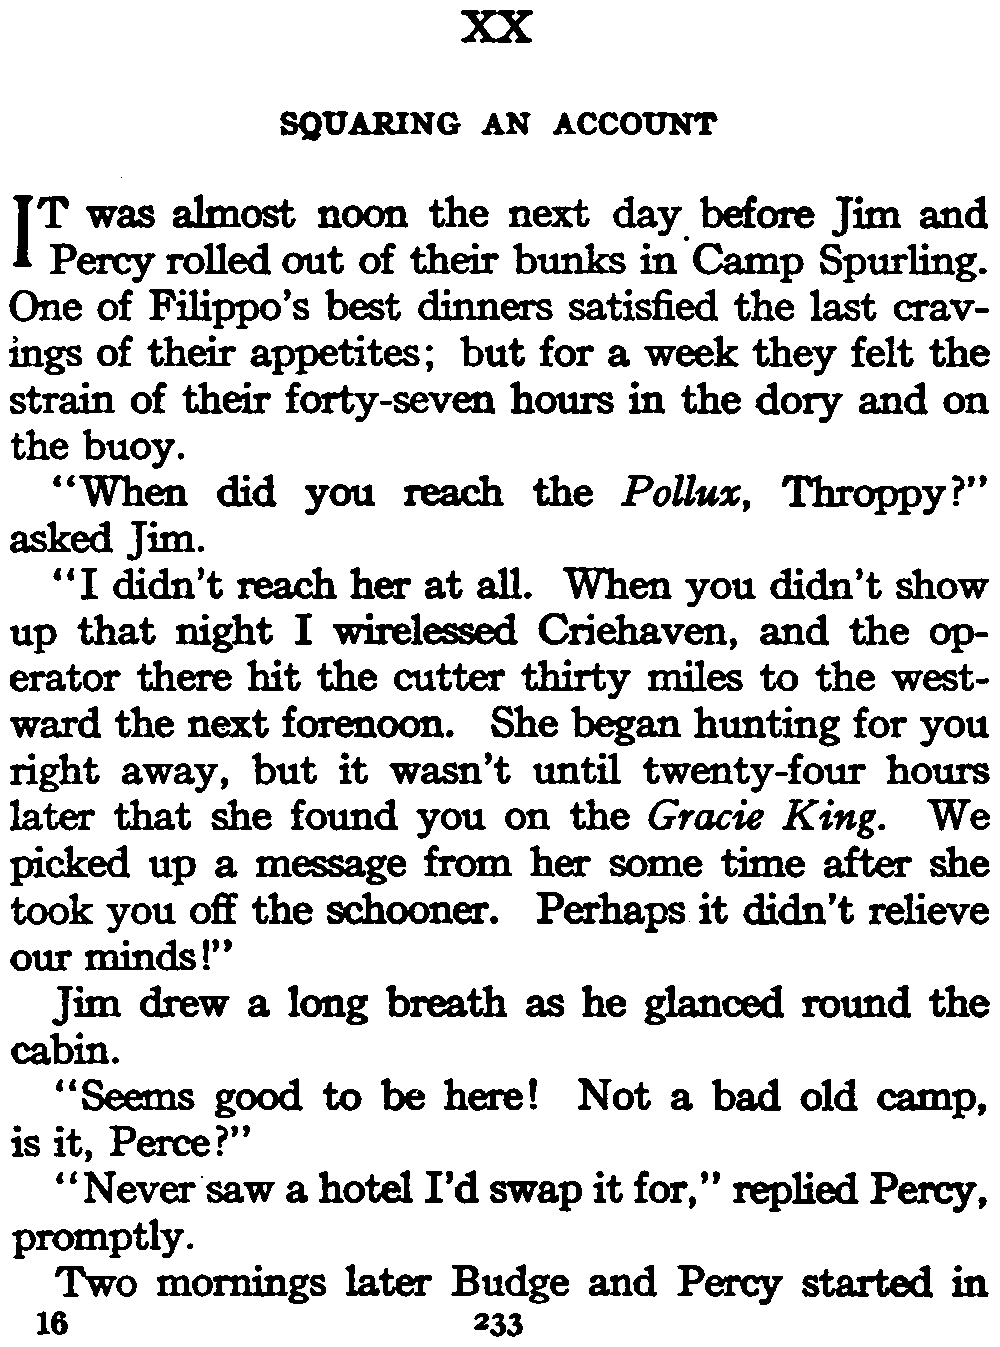 XX
SQUARING AN ACCOUNT
IT was almost noon the next day before Jim and
Percy rolled out of their bunks in Camp Spurling.
One of Filippo's best dinners satisfied the last crav-
ings of their appetites; but for a week they felt the
strain of their forty-seven hours in the dory and on
the buoy.
"When did you reach the Pollux, Throppy?"
asked Jim.
"I didn't reach her at all. When you didn't show
up that night I wirelessed Criehaven, and the op-
erator there hit the cutter thirty miles to the west-
ward the next forenoon. She began hunting for you
right away, but it wasn't until twenty-four hours
later that she found you on the Gracie King. We
picked up a message from her some time after she
took you off the schooner. Perhaps it didn't relieve
our minds!"
Jim drew a long breath as he glanced round the
cabin.
"Seems good to be here! Not a bad old camp,
is it, Perce?"
"Never saw a hotel I'd swap it for," replied Percy,
promptly.
Two mornings later Budge and Percy started in
16 233